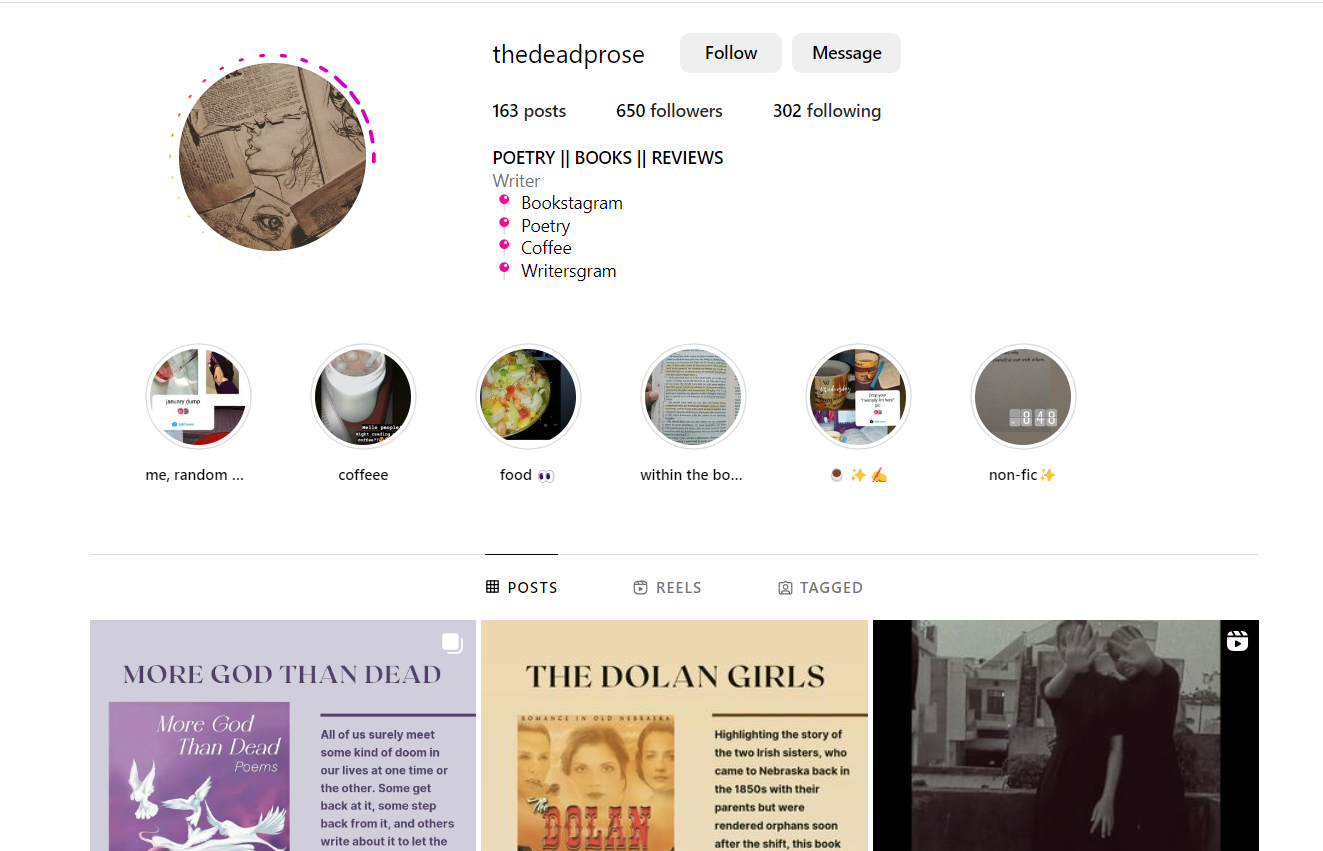 thedeadprose
Follow
Message
163 posts
650 followers
302 following
POETRY || BOOKS || REVIEWS
Writer
Bookstagram
Poetry
Coffee
Writersgram
january dump
Hello people
Night reading
coffee?
Drop your
040
me, random ...
coffeee
food 👀
within the bo...
☕ ✨ ✍
non-fic✨
POSTS
REELS
TAGGED
MORE GOD THAN DEAD
More God
Than Dead
Poems
All of us surely meet
some kind of doom in
our lives at one time or
the other. Some get
back at it, some step
back from it, and others
write about it to let the
THE DOLAN GIRLS
ROMANCE IN OLD NEBRASKA
The
DOLAN
Highlighting the story of
the two Irish sisters, who
came to Nebraska back in
the 1850s with their
parents but were
rendered orphans soon
after the shift, this book